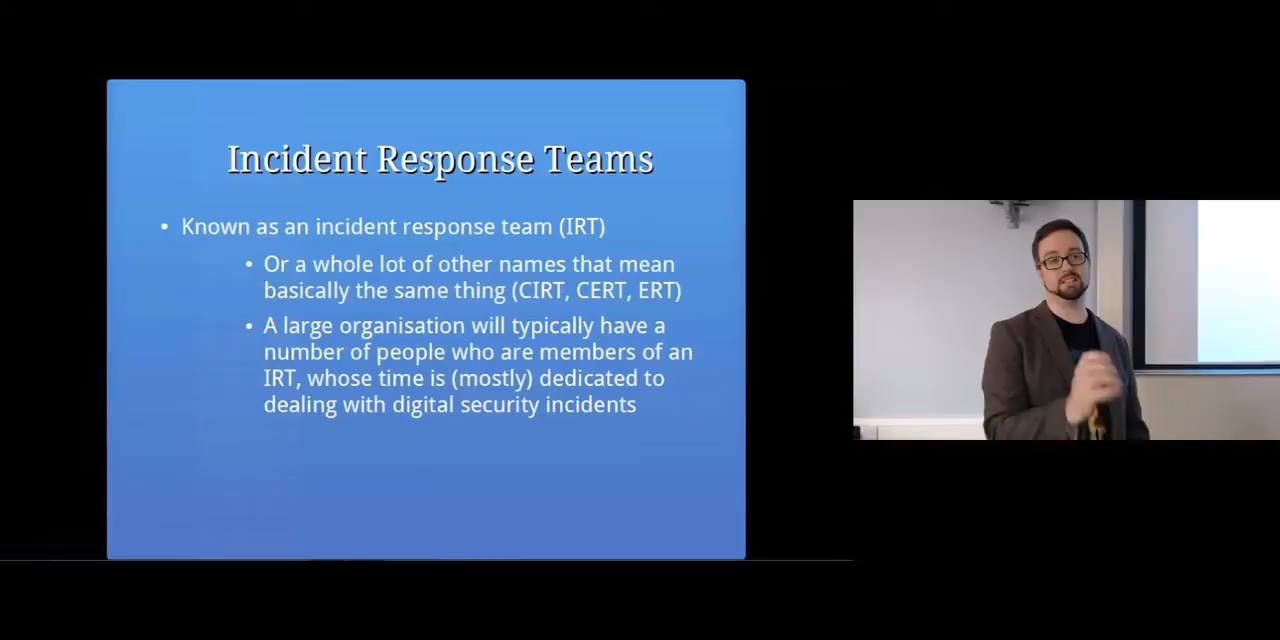 Incident Response Teams
• Known as an incident response team (IRT)
• Or a whole lot of other names that mean
basically the same thing (CIRT, CERT, ERT)
• A large organisation will typically have a
number of people who are members of an
IRT, whose time is (mostly) dedicated to
dealing with digital security incidents